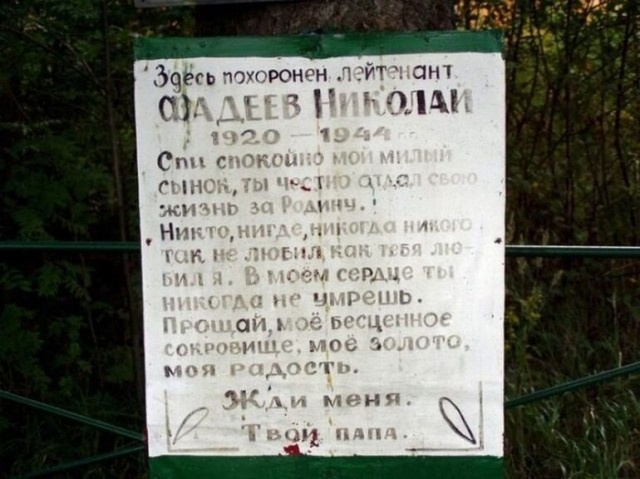 Здесь похоронен лейтенант
Фадеев Николай
1920 — 1944
Спи спокойно мой милый
сынок, ты честно отдал свою
жизнь за Родину.
Никто, нигде, никогда никого
так не любил, как тебя лю-
бил я. В моём сердце ты
никогда не умрешь.
Прощай, моё бесценное
сокровище, моё золото,
моя радость.
Жди меня.
Твой папа.